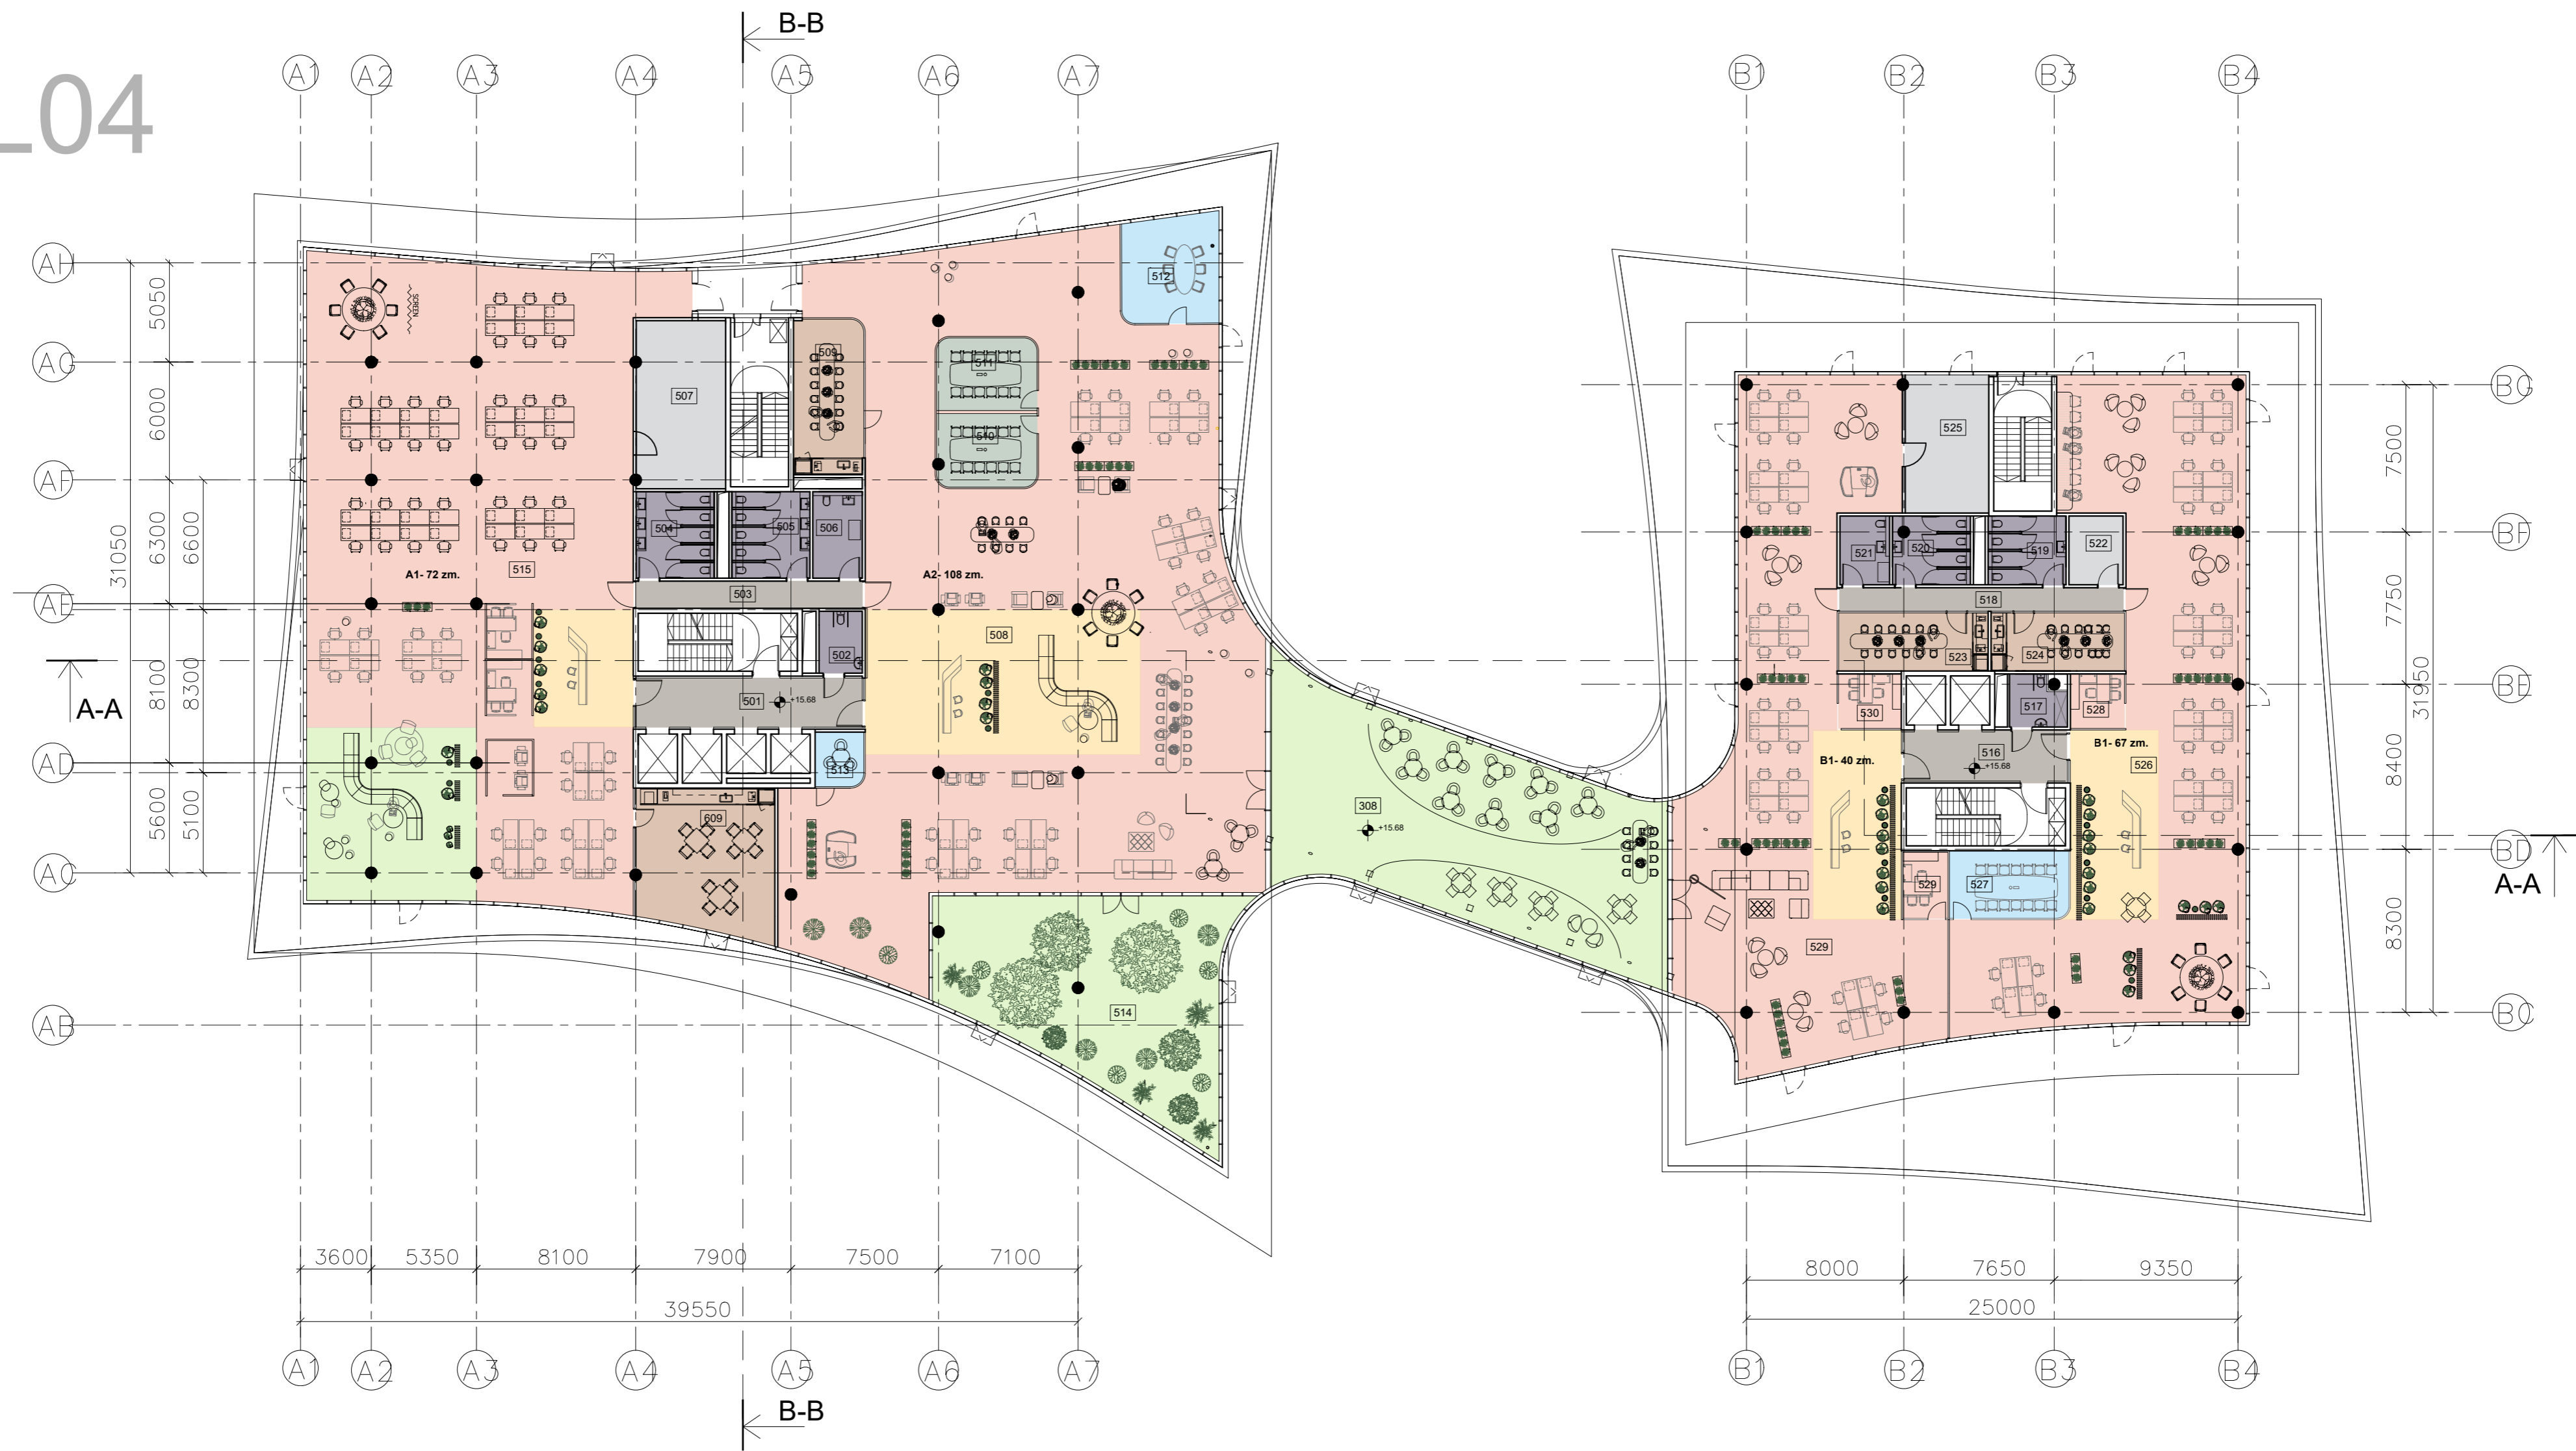 B-B
_04
A1 A2 A3 A4 A5 A6 A7 B1 B2 B3 B4
AH
AG
AF
AE
AD
AC
AB
5050
6000
6300
8100
5600
6600
8300
5100
31050
A-A
SCREEN
512
511
510
509
507
504 505 506
515
A1- 72 zm.
A2- 108 zm.
503
508
502
501 +15.68
513
609
514
308 +15.68
525
521 520 519 522
518
523 524
530 517 528
516 +15.68
B1- 40 zm.
B1- 67 zm.
526
529 527
529
BG
BF
BE
BD
BC
7500
7750
8400
8300
31950
A-A
3600 5350 8100 7900 7500 7100
39550
8000 7650 9350
25000
A1 A2 A3 A4 A5 A6 A7 B1 B2 B3 B4
B-B